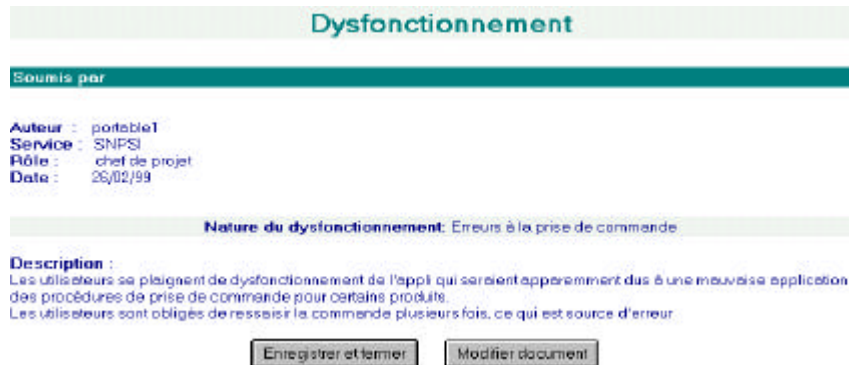 Dysfonctionnement
Soumis par
Auteur : portable1
Service : SNPSI
Rôle : chef de projet
Date : 26/02/99
Nature du dysfonctionnement: Erreurs à la prise de commande
Description :
Les utilisateurs se plaignent de dysfonctionnement de l'appli qui seraient apparemment dus à une mauvaise application
des procédures de prise de commande pour certains produits.
Les utilisateurs sont obligés de ressaisir la commande plusieurs fois, ce qui est source d'erreur
Enregistrer et fermer Modifier document